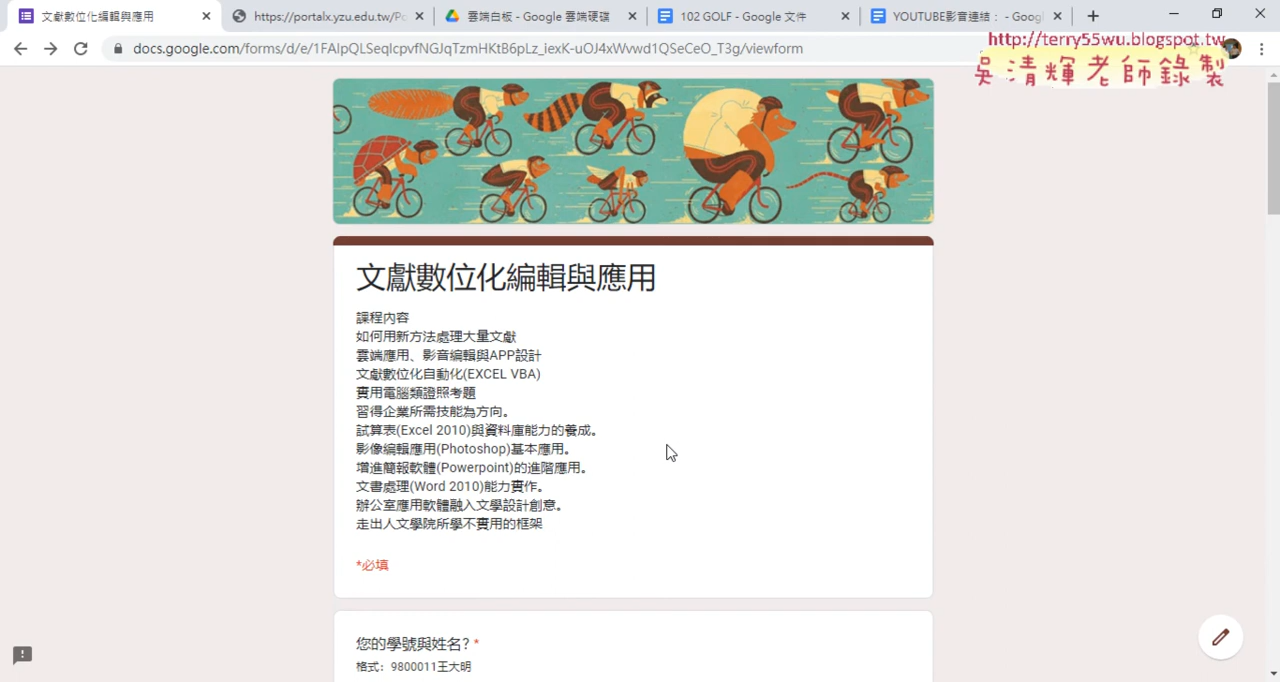 文獻數位化編輯與應用
https://portalx.yzu.edu.tw/Po
雲端白板 - Google 雲端硬碟
102 GOLF - Google 文件
YOUTUBE影音連結： - Goog
docs.google.com/forms/d/e/1FAIpQLSeqIcpvfNGJqTzmHKtB6pLz_iexK-uOJ4xWvwd1QSeCeO_T3g/viewform
http://terry55wu.blogspot.tw
吳清輝老師錄製
文獻數位化編輯與應用
課程內容
如何用新方法處理大量文獻
雲端應用、影音編輯與APP設計
文獻數位化自動化(EXCEL VBA)
實用電腦類證照考題
習得企業所需技能為方向。
試算表(Excel 2010)與資料庫能力的養成。
影像編輯應用(Photoshop)基本應用。
增進簡報軟體(Powerpoint)的進階應用。
文書處理(Word 2010)能力實作。
辦公室應用軟體融入文學設計創意。
走出人文學院所學不實用的框架
*必填
您的學號與姓名? *
格式：9800011王大明